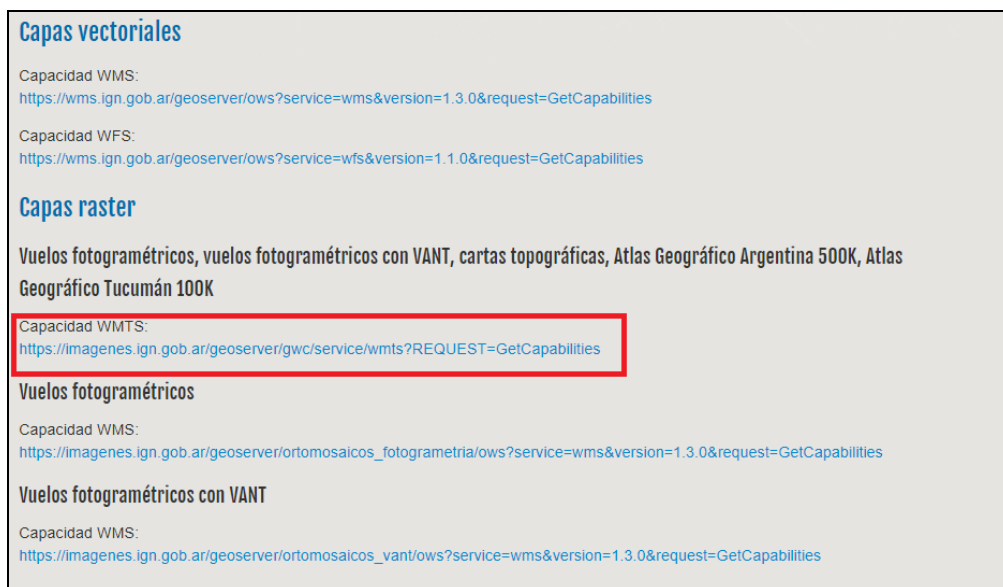 Capas vectoriales
Capacidad WMS:
https://wms.ign.gob.ar/geoserver/ows?service=wms&version=1.3.0&request=GetCapabilities
Capacidad WFS:
https://wms.ign.gob.ar/geoserver/ows?service=wfs&version=1.1.0&request=GetCapabilities
Capas raster
Vuelos fotogramétricos, vuelos fotogramétricos con VANT, cartas topográficas, Atlas Geográfico Argentina 500K, Atlas
Geográfico Tucumán 100K
Capacidad WMTS:
https://imagenes.ign.gob.ar/geoserver/gwc/service/wmts?REQUEST=GetCapabilities
Vuelos fotogramétricos
Capacidad WMS:
https://imagenes.ign.gob.ar/geoserver/ortomosaicos_fotogrametria/ows?service=wms&version=1.3.0&request=GetCapabilities
Vuelos fotogramétricos con VANT
Capacidad WMS:
https://imagenes.ign.gob.ar/geoserver/ortomosaicos_vant/ows?service=wms&version=1.3.0&request=GetCapabilities